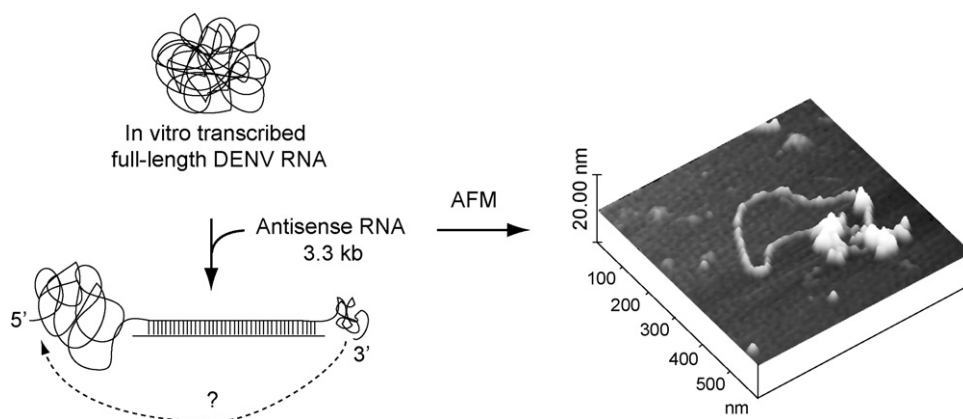 In vitro transcribed
full-length DENV RNA
Antisense RNA
3.3 kb
AFM
5’
3’
?
20.00 nm
100
200
300
400
500
nm